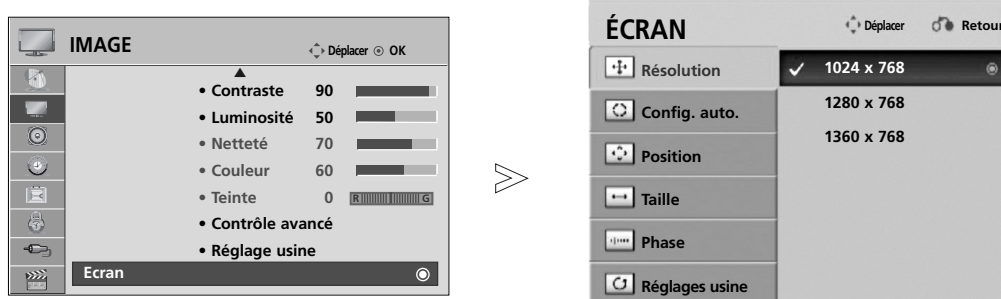 IMAGE
Déplacer OK
• Contraste 90
• Luminosité 50
• Netteté 70
• Couleur 60
• Teinte 0 R G
• Contrôle avancé
• Réglage usine
Ecran
ÉCRAN
Déplacer Retour
Résolution
Config. auto.
Position
Taille
Phase
Réglages usine
✓ 1024 x 768
1280 x 768
1360 x 768